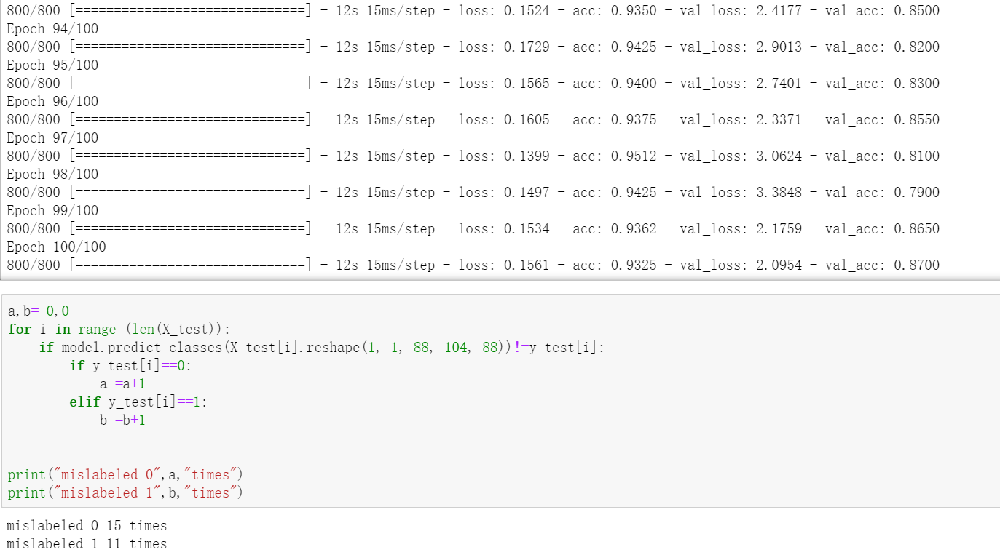 800/800 [==============================] - 12s 15ms/step - loss: 0.1524 - acc: 0.9350 - val_loss: 2.4177 - val_acc: 0.8500
Epoch 94/100
800/800 [==============================] - 12s 15ms/step - loss: 0.1729 - acc: 0.9425 - val_loss: 2.9013 - val_acc: 0.8200
Epoch 95/100
800/800 [==============================] - 12s 15ms/step - loss: 0.1565 - acc: 0.9400 - val_loss: 2.7401 - val_acc: 0.8300
Epoch 96/100
800/800 [==============================] - 12s 15ms/step - loss: 0.1605 - acc: 0.9375 - val_loss: 2.3371 - val_acc: 0.8550
Epoch 97/100
800/800 [==============================] - 12s 15ms/step - loss: 0.1399 - acc: 0.9512 - val_loss: 3.0624 - val_acc: 0.8100
Epoch 98/100
800/800 [==============================] - 12s 15ms/step - loss: 0.1497 - acc: 0.9425 - val_loss: 3.3848 - val_acc: 0.7900
Epoch 99/100
800/800 [==============================] - 12s 15ms/step - loss: 0.1534 - acc: 0.9362 - val_loss: 2.1759 - val_acc: 0.8650
Epoch 100/100
800/800 [==============================] - 12s 15ms/step - loss: 0.1561 - acc: 0.9325 - val_loss: 2.0954 - val_acc: 0.8700
a,b= 0,0
for i in range (len(X_test)):
    if model.predict_classes(X_test[i].reshape(1, 1, 88, 104, 88))!=y_test[i]:
        if y_test[i]==0:
            a =a+1
        elif y_test[i]==1:
            b =b+1
print("mislabeled 0",a,"times")
print("mislabeled 1",b,"times")
mislabeled 0 15 times
mislabeled 1 11 times